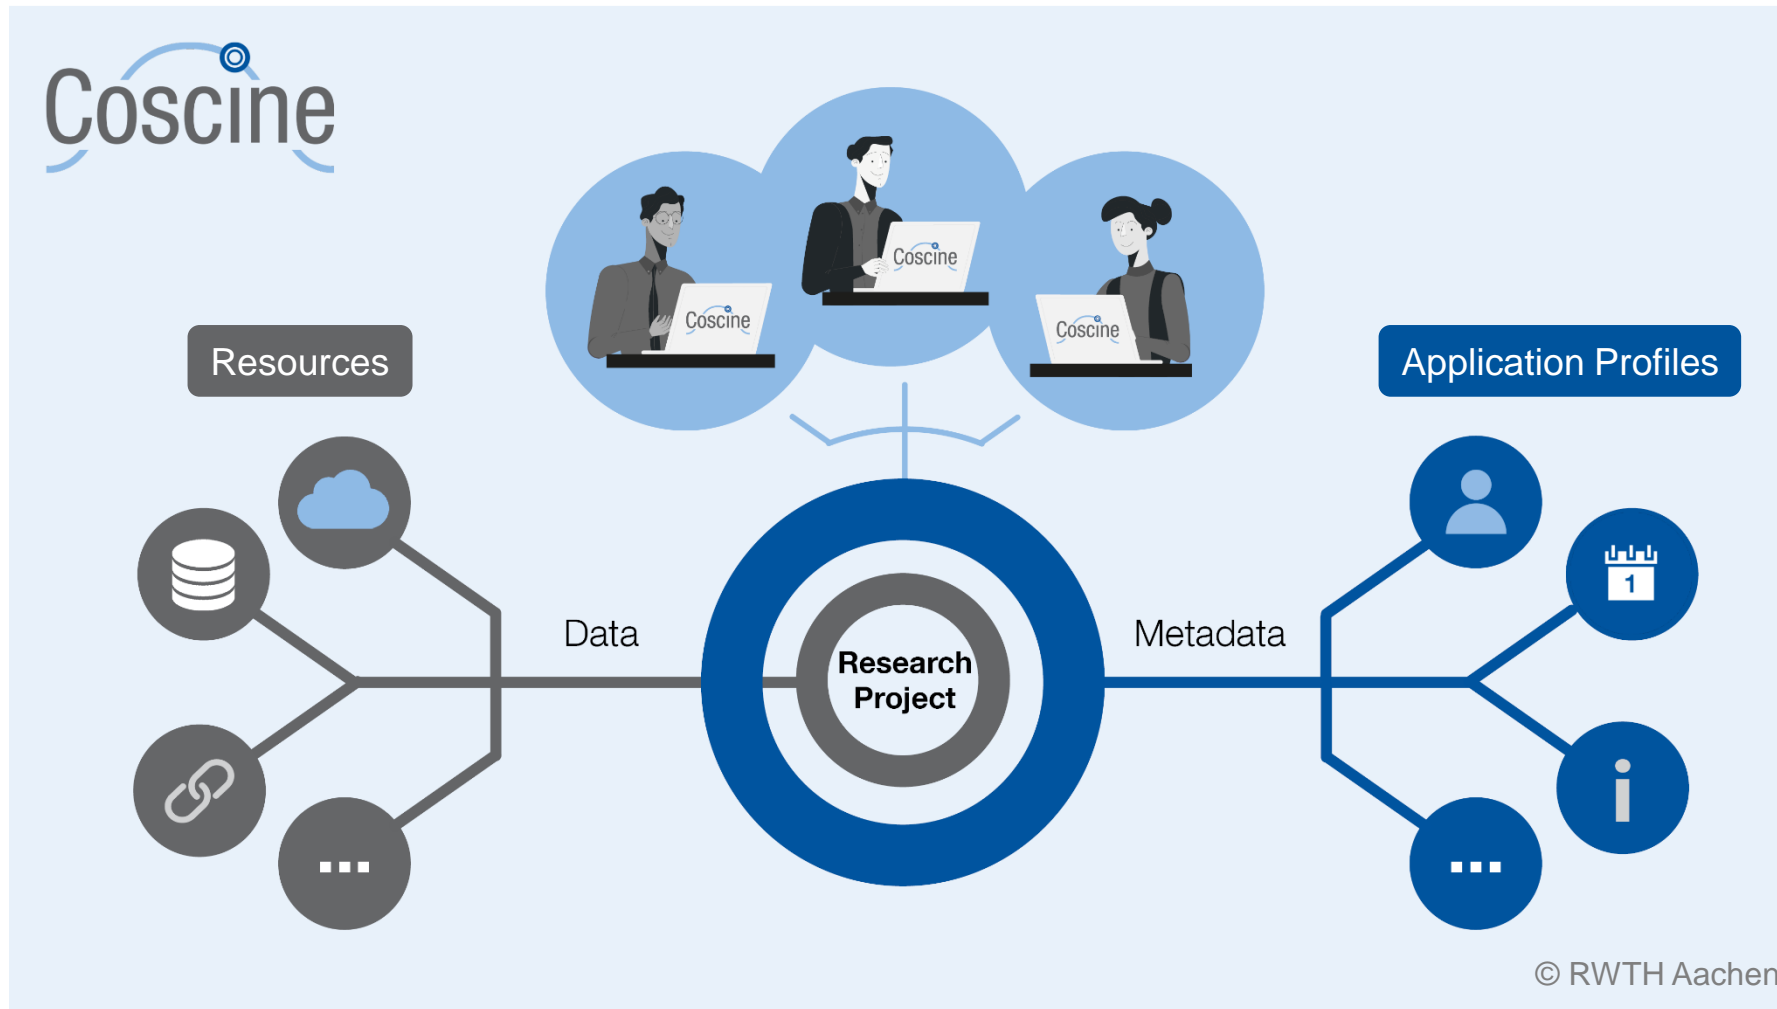 Coscine
Coscine
Coscine
Coscine
Resources
Application Profiles
1
Data
Metadata
Research
Project
i
...
...
© RWTH Aachen